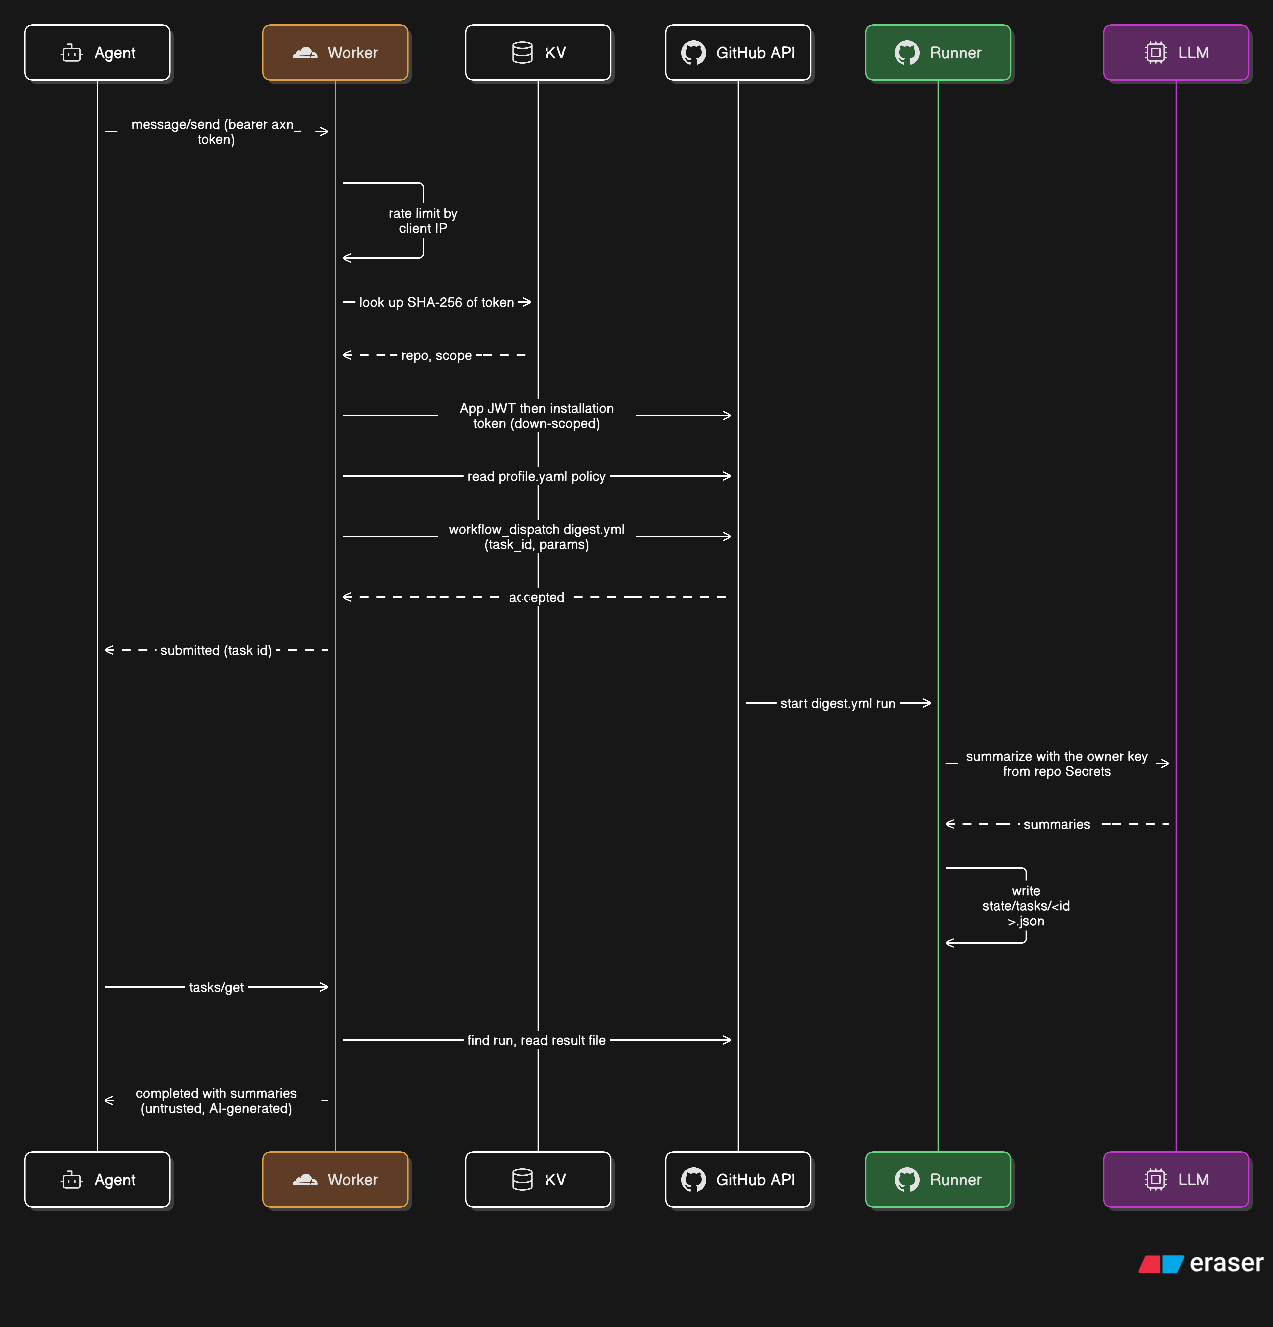 Agent
Worker
KV
GitHub API
Runner
LLM
message/send (bearer axn_
token)
rate limit by
client IP
look up SHA-256 of token
repo, scope
App JWT then installation
token (down-scoped)
read profile.yaml policy
workflow_dispatch digest.yml
(task_id, params)
accepted
submitted (task id)
start digest.yml run
summarize with the owner key
from repo Secrets
summaries
write
state/tasks/<id
>.json
tasks/get
find run, read result file
completed with summaries
(untrusted, AI-generated)
Agent
Worker
KV
GitHub API
Runner
LLM
eraser